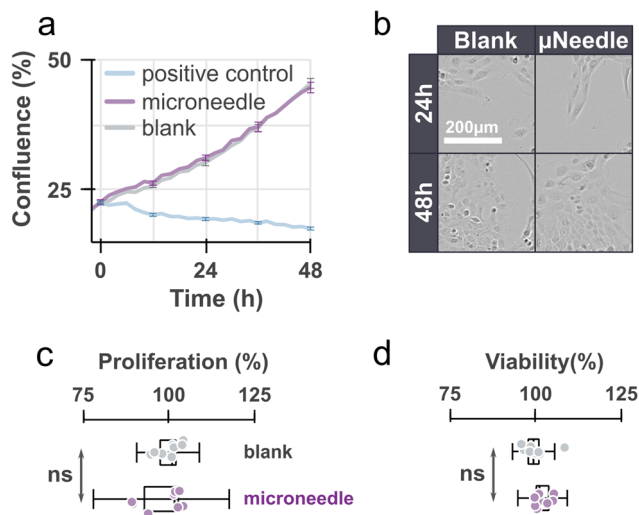 a
50
Confluence (%)
25
positive control
microneedle
blank
0
24
48
Time (h)
b
Blank
µNeedle
24h
200µm
48h
c
Proliferation (%)
75
100
125
ns
blank
microneedle
d
Viability(%)
75
100
125
ns